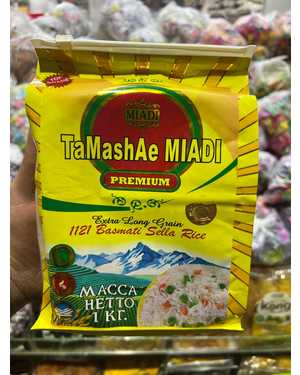 MIADI
TaMashAe MIADI
PREMIUM
Extra Long Grain
1121 Basmati Sella Rice
МАССА
НЕТТО
1 КГ.